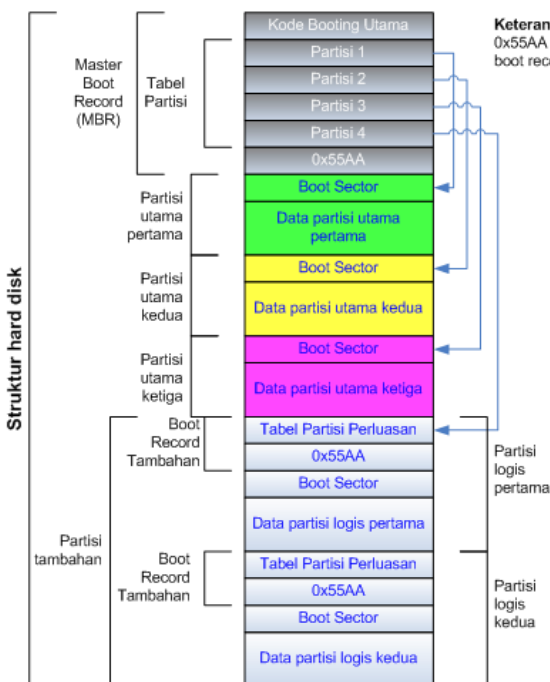 Kode Booting Utama
Partisi 1
Partisi 2
Partisi 3
Partisi 4
0x55AA
Master
Boot
Record
(MBR)
Tabel
Partisi
Keteran
0x55AA
boot rec
Struktur hard disk
Partisi
utama
pertama
Boot Sector
Data partisi utama
pertama
Partisi
utama
kedua
Boot Sector
Data partisi utama kedua
Partisi
utama
ketiga
Boot Sector
Data partisi utama ketiga
Partisi
tambahan
Boot
Record
Tambahan
Tabel Partisi Perluasan
0x55AA
Boot Sector
Data partisi logis pertama
Partisi
logis
pertama
Boot
Record
Tambahan
Tabel Partisi Perluasan
0x55AA
Boot Sector
Data partisi logis kedua
Partisi
logis
kedua